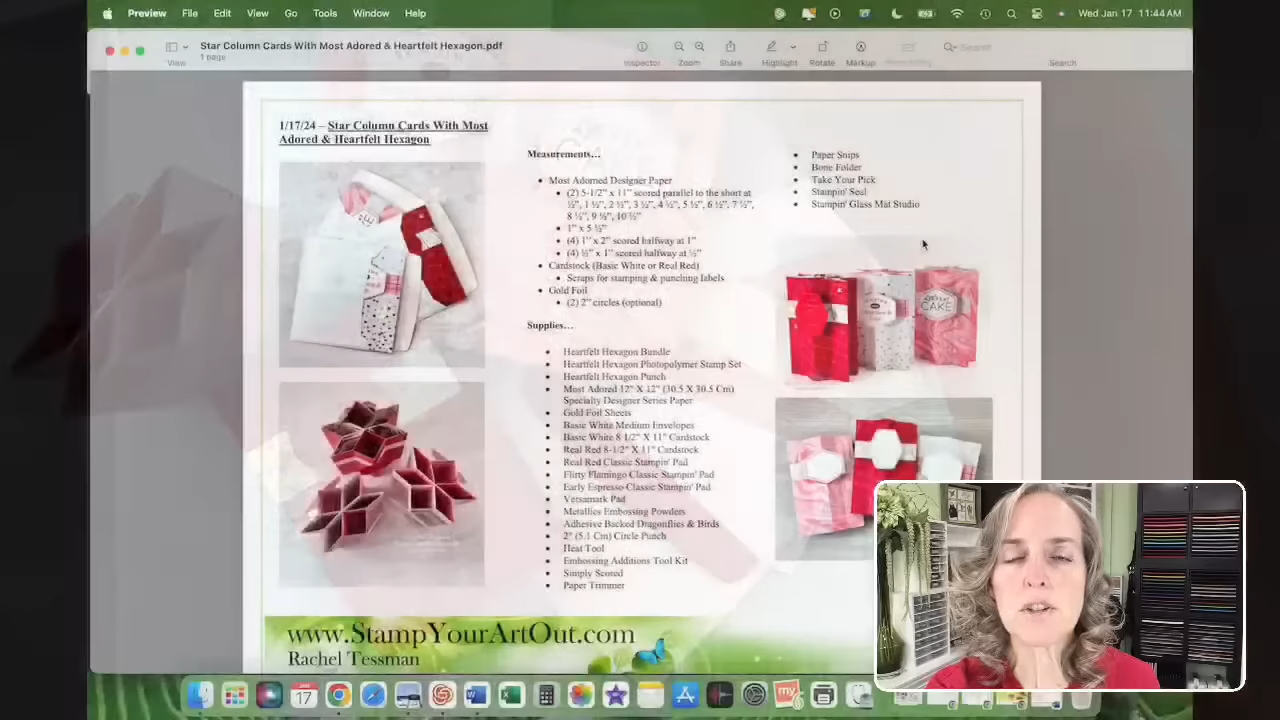 Preview File Edit View Go Tools Window Help
Wed Jan 17 11:44 AM
Star Column Cards With Most Adored & Heartfelt Hexagon.pdf
1 page
View
Inspector Zoom Share Highlight Rotate Markup Search
Search
1/17/24 – Star Column Cards With Most
Adored & Heartfelt Hexagon
Measurements…
• Most Adorned Designer Paper
• (2) 5-1/2" x 11" scored parallel to the short at
½", 1 ½", 2 ½", 3 ½", 4 ½", 5 ½", 6 ½", 7 ½",
8 ½", 9 ½", 10 ½"
• 1" x 5 ½"
• (4) 1" x 2" scored halfway at 1"
• (4) ½" x 1" scored halfway at ½"
• Cardstock (Basic White or Real Red)
• Scraps for stamping & punching labels
• Gold Foil
• (2) 2" circles (optional)
Supplies…
• Heartfelt Hexagon Bundle
• Heartfelt Hexagon Photopolymer Stamp Set
• Heartfelt Hexagon Punch
• Most Adored 12" X 12" (30.5 X 30.5 Cm)
Specialty Designer Series Paper
• Gold Foil Sheets
• Basic White Medium Envelopes
• Basic White 8 1/2" X 11" Cardstock
• Real Red 8-1/2" X 11" Cardstock
• Real Red Classic Stampin' Pad
• Flirty Flamingo Classic Stampin' Pad
• Early Espresso Classic Stampin' Pad
• Versamark Pad
• Metallics Embossing Powders
• Adhesive Backed Dragonflies & Birds
• 2" (5.1 Cm) Circle Punch
• Heat Tool
• Embossing Additions Tool Kit
• Simply Scored
• Paper Trimmer
• Paper Snips
• Bone Folder
• Take Your Pick
• Stampin' Seal
• Stampin' Glass Mat Studio
CAKE
www.StampYourArtOut.com
Rachel Tessman